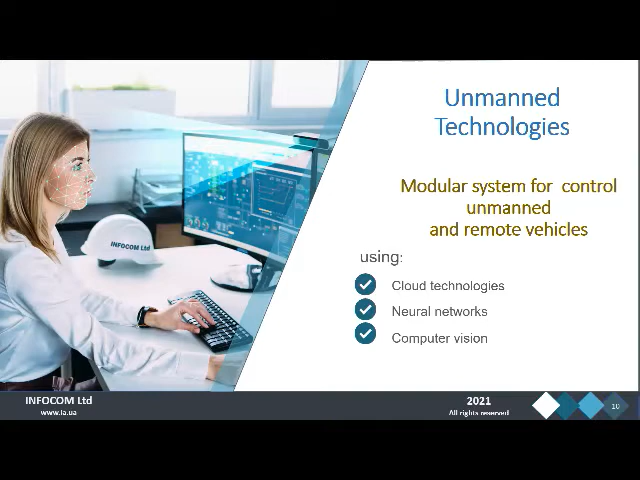 Unmanned
Technologies
Modular system for control
unmanned
and remote vehicles
using:
Cloud technologies
Neural networks
Computer vision
INFOCOM Ltd
INFOCOM Ltd
www.ia.ua
2021
All rights reserved
10